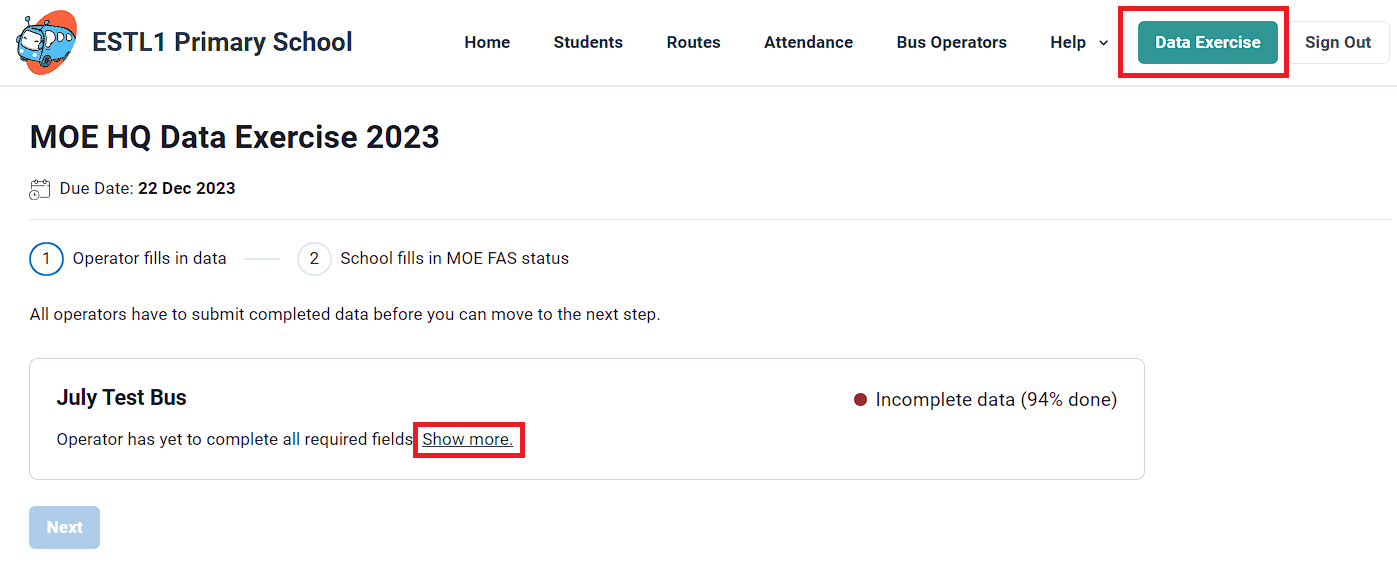 ESTL1 Primary School Home Students Routes Attendance Bus Operators Help Data Exercise Sign Out
MOE HQ Data Exercise 2023
Due Date: 22 Dec 2023
1 Operator fills in data 2 School fills in MOE FAS status
All operators have to submit completed data before you can move to the next step.
July Test Bus Incomplete data (94% done)
Operator has yet to complete all required fields Show more.
Next